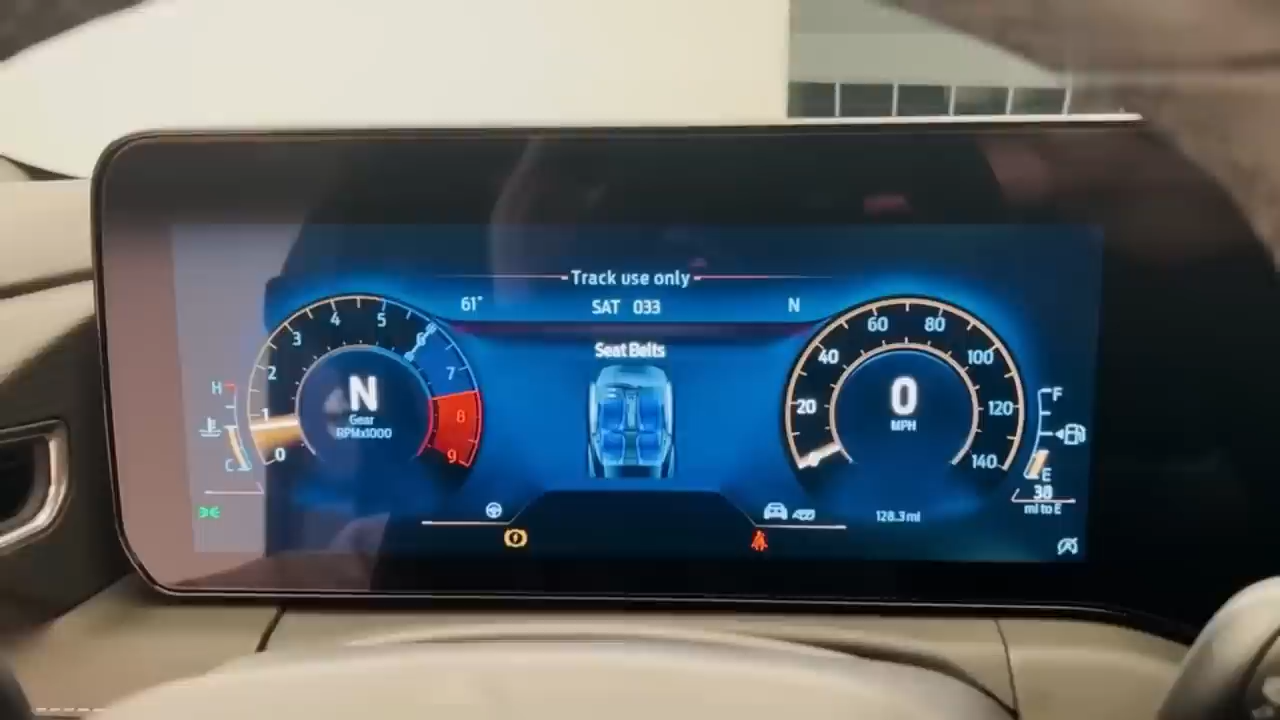 Track use only
61°
SAT 033
N
Seat Belts
0
1
2
3
4
5
6
7
8
9
N
Gear
RPMx1000
H
C
20
40
60
80
100
120
140
0
MPH
F
E
38
mi to E
128.3 mi